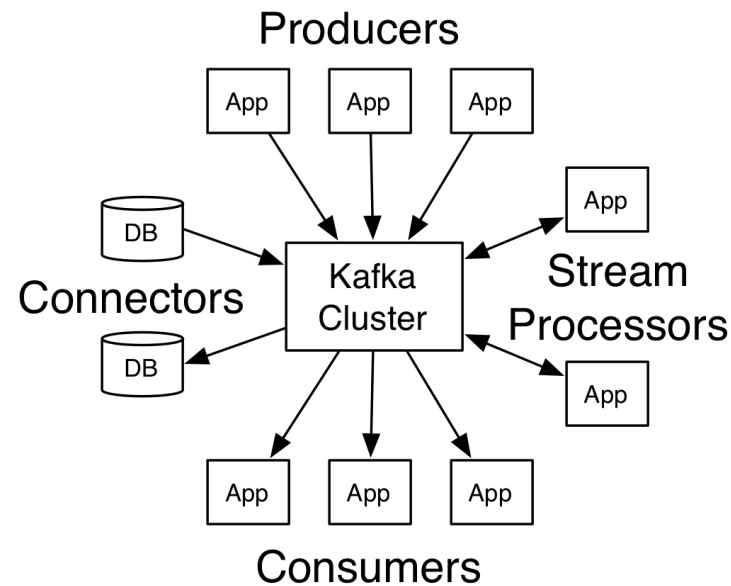 Producers
App
App
App
App
DB
Kafka
Cluster
Stream
Processors
Connectors
DB
App
App
App
App
Consumers